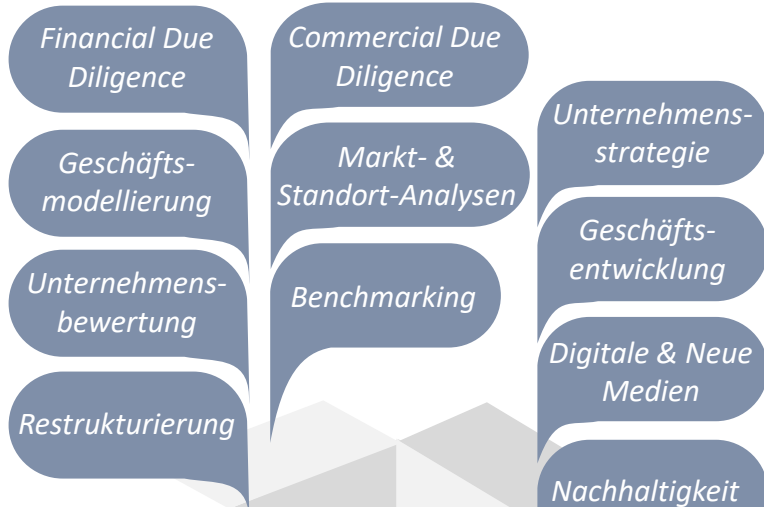 Financial Due
Diligence
Geschäfts-
modellierung
Unternehmens-
bewertung
Restrukturierung
Commercial Due
Diligence
Markt- &
Standort-Analysen
Benchmarking
Unternehmens-
strategie
Geschäfts-
entwicklung
Digitale & Neue
Medien
Nachhaltigkeit